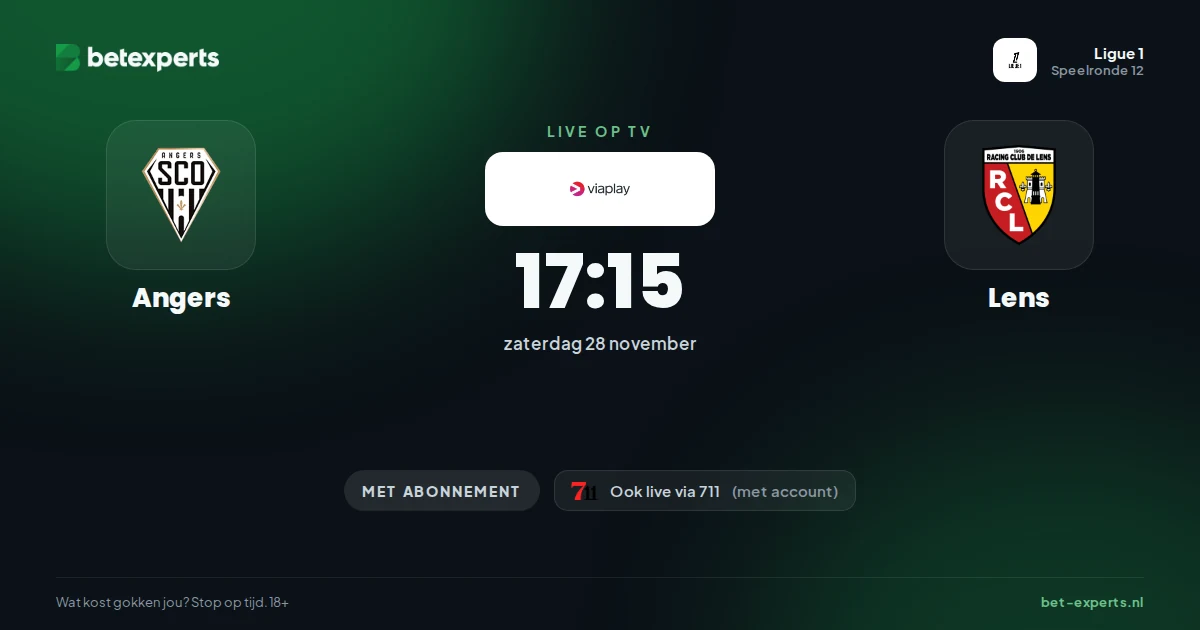 betexperts
Ligue 1
Speelronde 12
LIVE OP TV
viaplay
ANGERS
SCO
1906
RACING CLUB DE LENS
R
C
L
17:15
Angers
Lens
zaterdag 28 november
MET ABONNEMENT
711
Ook live via 711 (met account)
Wat kost gokken jou? Stop op tijd. 18+
bet-experts.nl